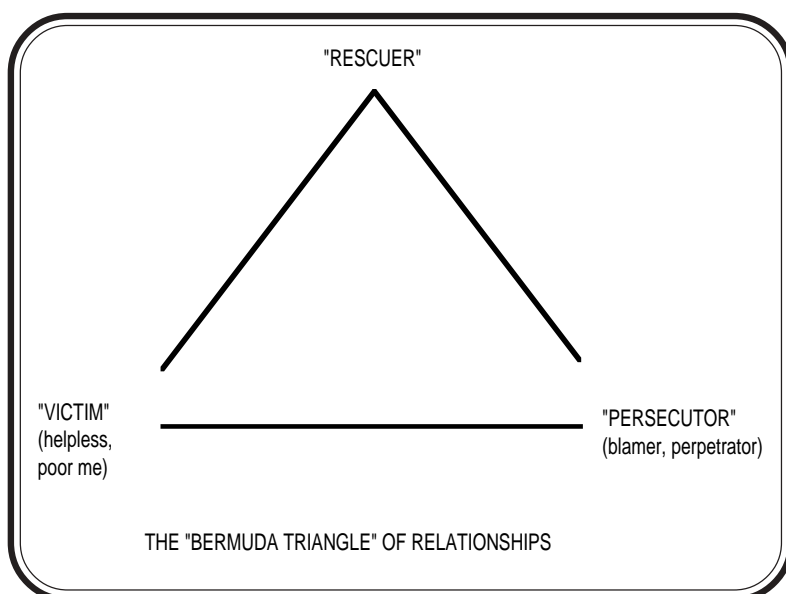 "RESCUER"
"VICTIM"
(helpless,
poor me)
"PERSECUTOR"
(blamer, perpetrator)
THE "BERMUDA TRIANGLE" OF RELATIONSHIPS